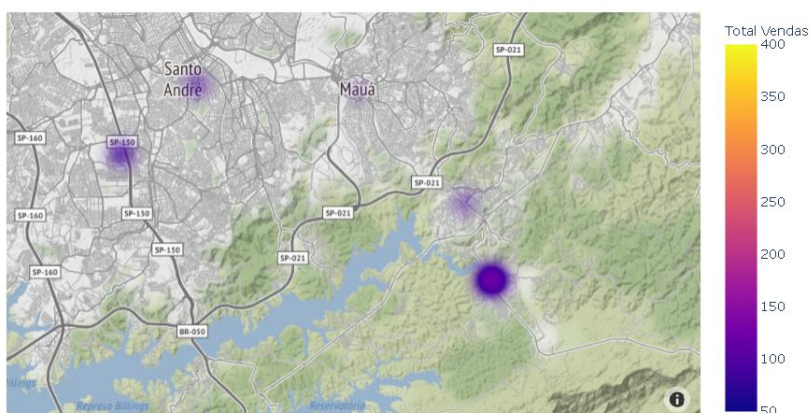 Total Vendas
400
350
300
250
200
150
100
50
SP-021
Santo
André
Mauá
SP-160
SP-150
SP-021
SP-160
SP-150
SP-021
SP-150
SP-021
SP-160
BR-050
Billings
Represa Billings
Reservatório